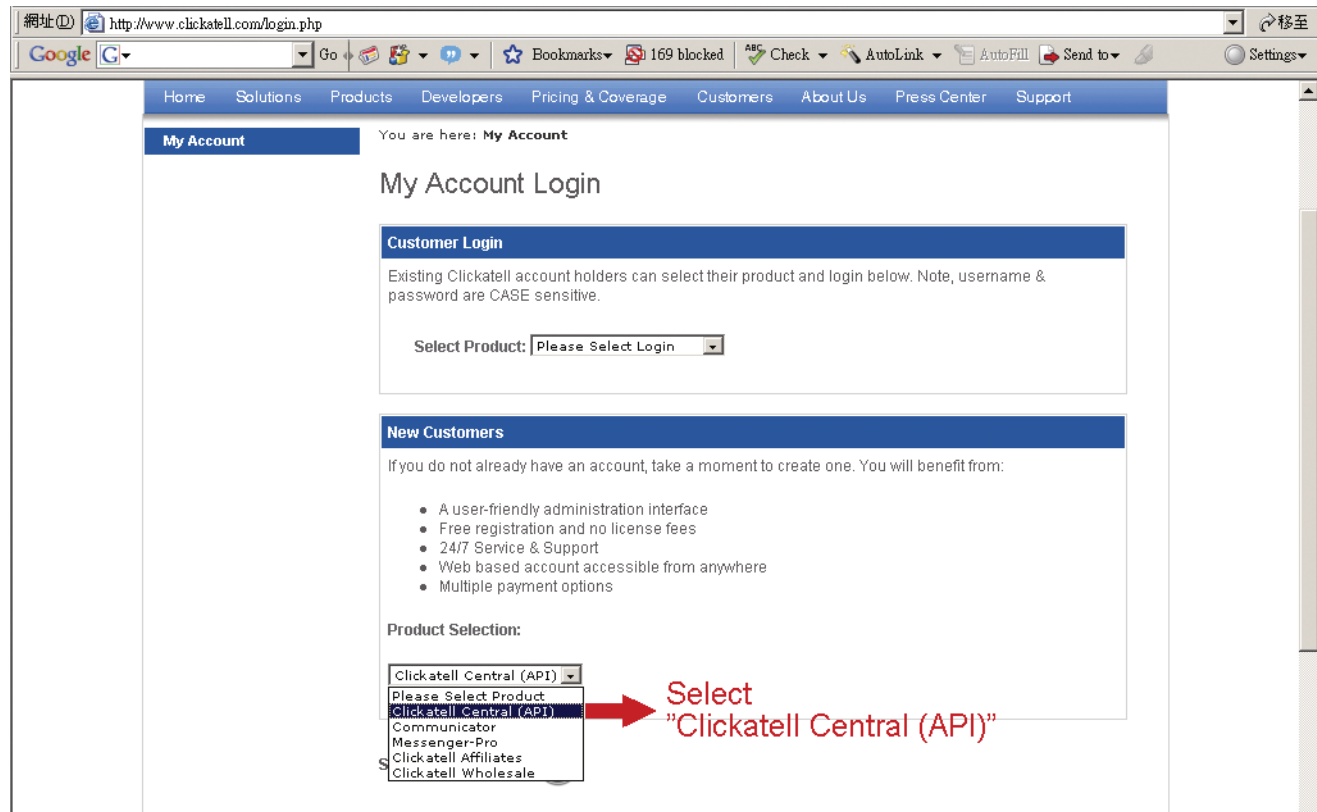 網址(D) http://www.clickatell.com/login.php 移至
Google G Go Bookmarks 169 blocked ABC Check AutoLink AutoFill Send to Settings
Home Solutions Products Developers Pricing & Coverage Customers About Us Press Center Support
My Account
You are here: My Account
My Account Login
Customer Login
Existing Clickatell account holders can select their product and login below. Note, username &
password are CASE sensitive.
Select Product: Please Select Login
New Customers
If you do not already have an account, take a moment to create one. You will benefit from:
● A user-friendly administration interface
● Free registration and no license fees
● 24/7 Service & Support
● Web based account accessible from anywhere
● Multiple payment options
Product Selection:
Clickatell Central (API)
Please Select Product
Clickatell Central (API)
Communicator
Messenger-Pro
Clickatell Affiliates
Clickatell Wholesale
S
Select
"Clickatell Central (API)"